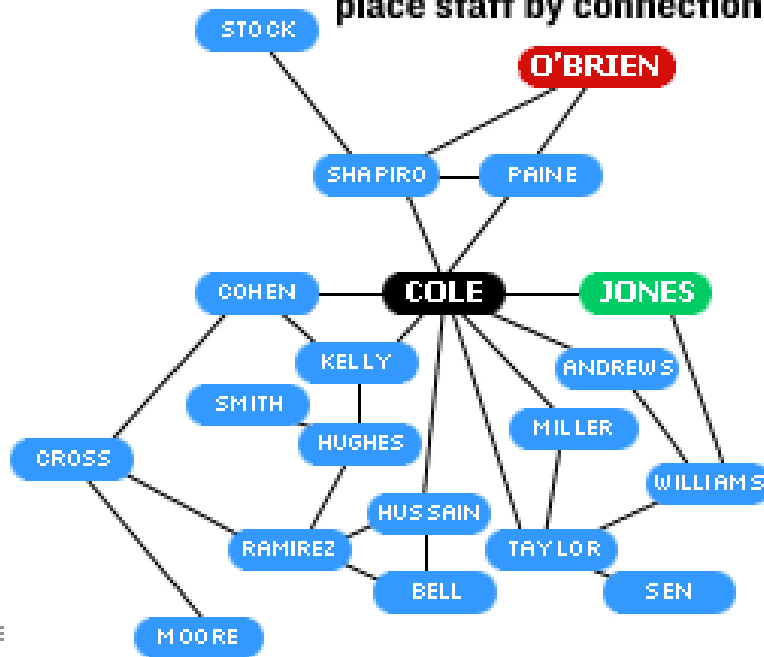 place staff by connection
STOCK
O'BRIEN
SHAPIRO
PAINE
COHEN
COLE
JONES
KELLY
ANDREWS
SMITH
MILLER
HUGHES
CROSS
WILLIAMS
HUSSAIN
RAMIREZ
TAYLOR
BELL
SEN
MOORE